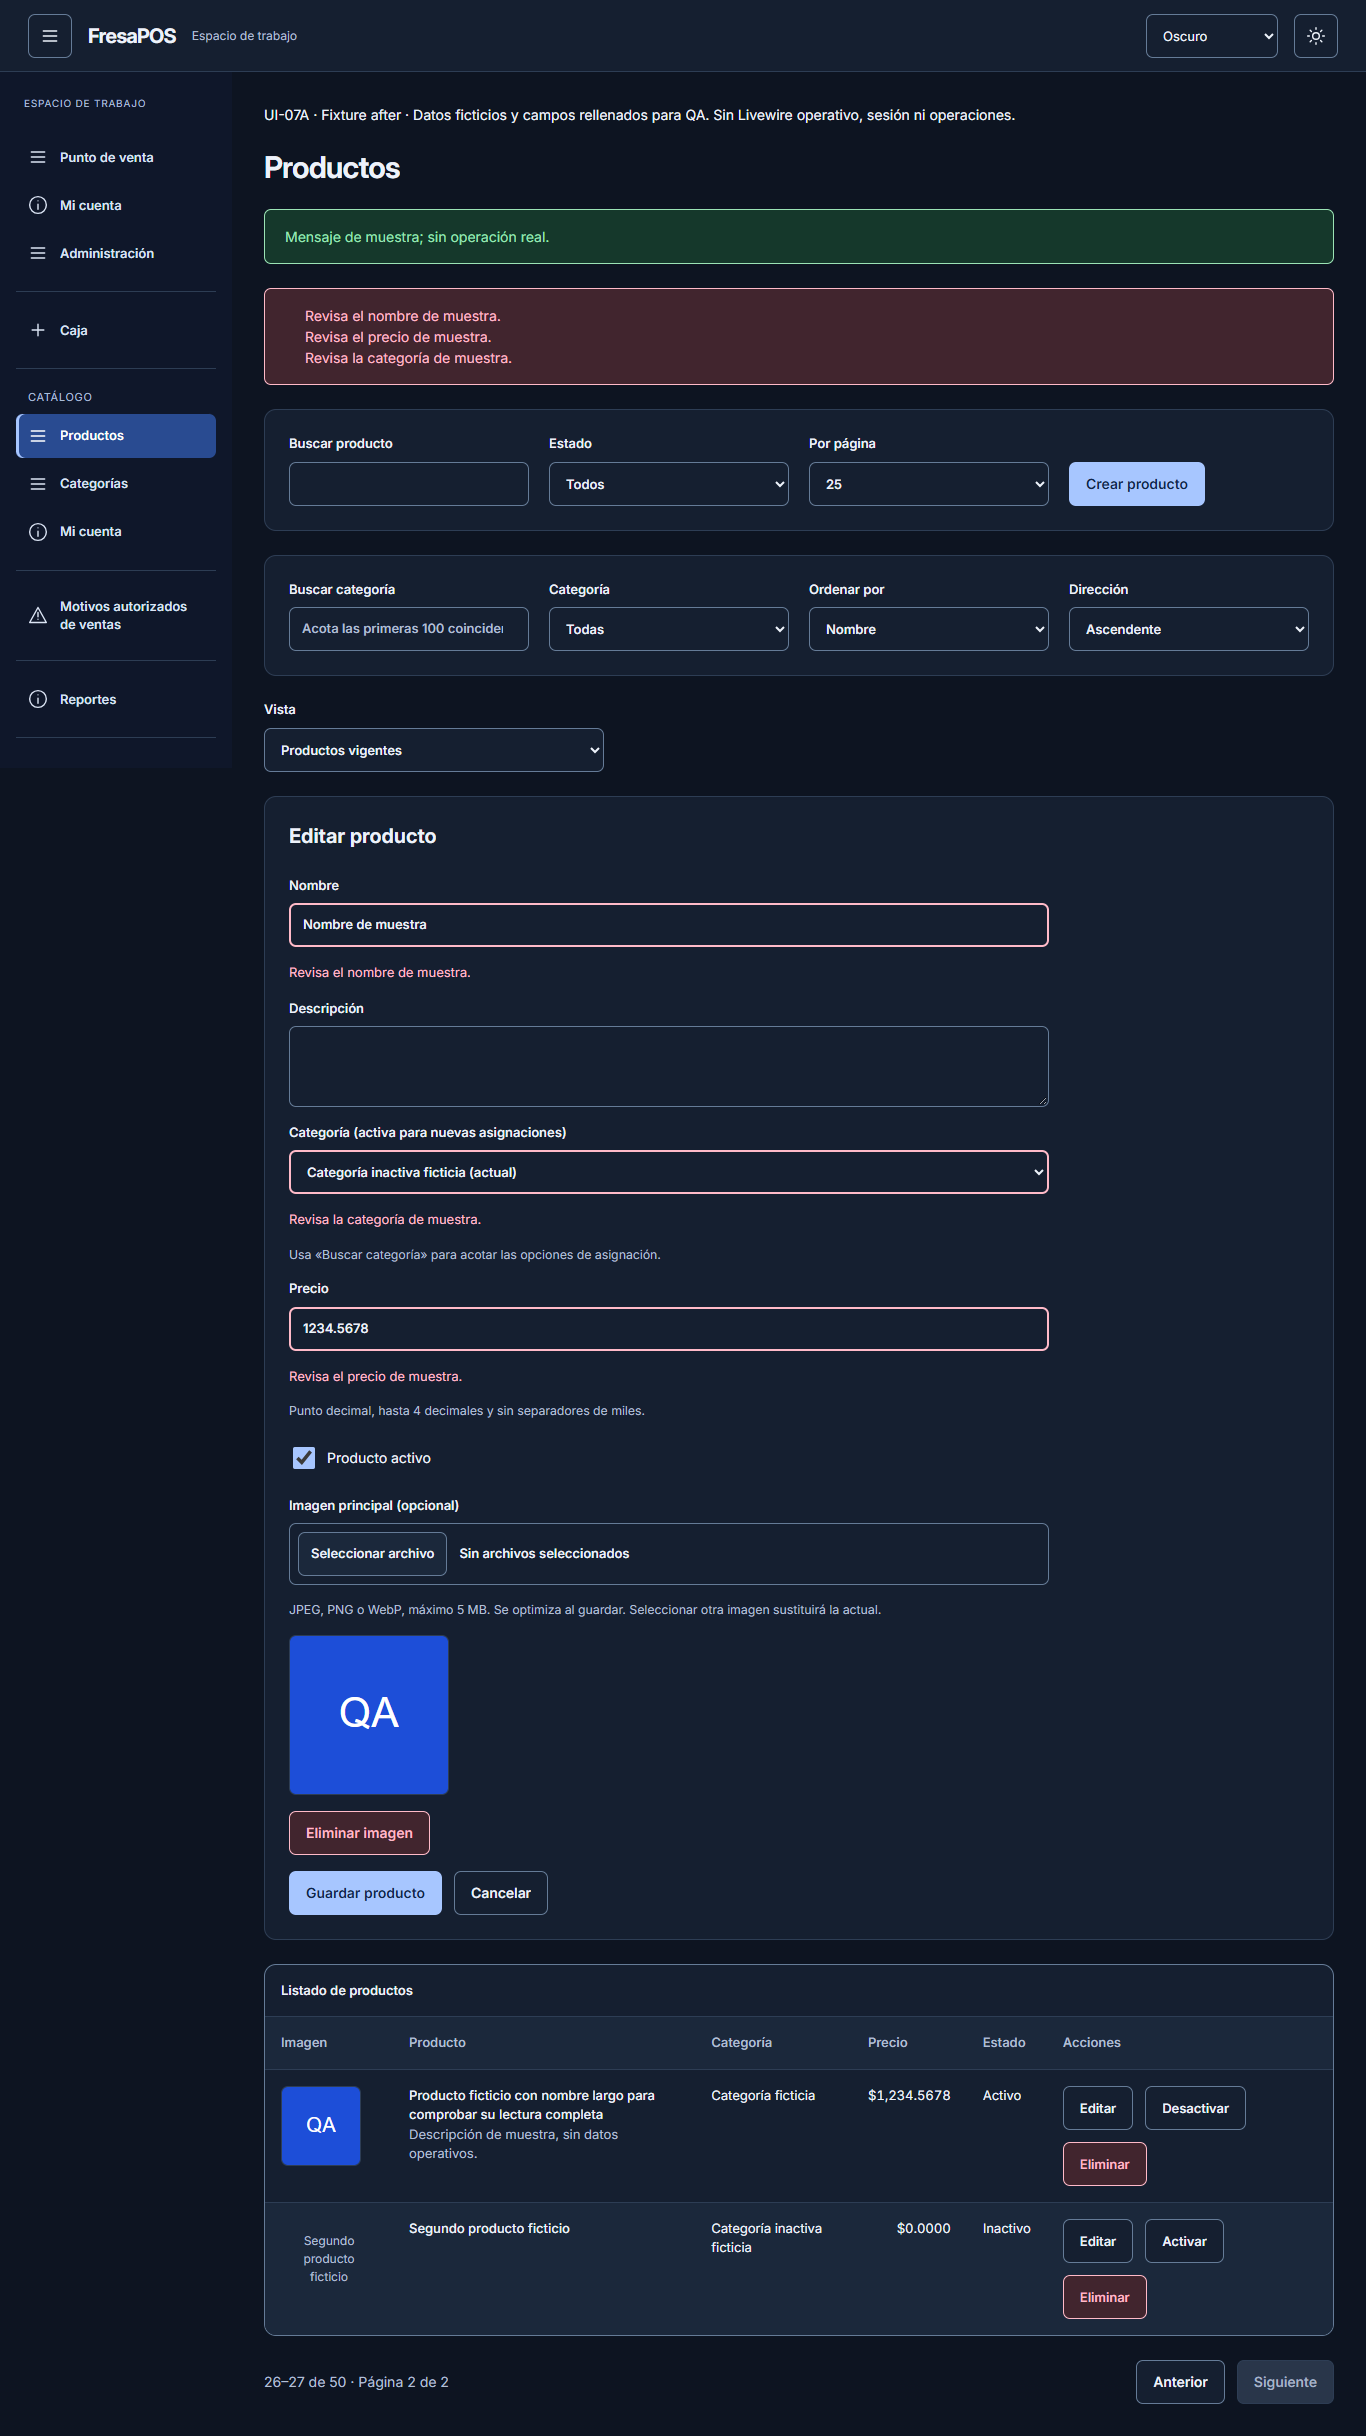 FresaPOS
Espacio de trabajo
Oscuro
ESPACIO DE TRABAJO
Punto de venta
Mi cuenta
Administración
Caja
CATÁLOGO
Productos
Categorías
Mi cuenta
Motivos autorizados
de ventas
Reportes
UI-07A · Fixture after · Datos ficticios y campos rellenados para QA. Sin Livewire operativo, sesión ni operaciones.
Productos
Mensaje de muestra; sin operación real.
Revisa el nombre de muestra.
Revisa el precio de muestra.
Revisa la categoría de muestra.
Buscar producto
Estado
Por página
Todos
25
Crear producto
Buscar categoría
Categoría
Ordenar por
Dirección
Acota las primeras 100 coincide
Todas
Nombre
Ascendente
Vista
Productos vigentes
Editar producto
Nombre
Nombre de muestra
Revisa el nombre de muestra.
Descripción
Categoría (activa para nuevas asignaciones)
Categoría inactiva ficticia (actual)
Revisa la categoría de muestra.
Usa «Buscar categoría» para acotar las opciones de asignación.
Precio
1234.5678
Revisa el precio de muestra.
Punto decimal, hasta 4 decimales y sin separadores de miles.
Producto activo
Imagen principal (opcional)
Seleccionar archivo
Sin archivos seleccionados
JPEG, PNG o WebP, máximo 5 MB. Se optimiza al guardar. Seleccionar otra imagen sustituirá la actual.
QA
Eliminar imagen
Guardar producto
Cancelar
Listado de productos
Imagen
Producto
Categoría
Precio
Estado
Acciones
QA
Producto ficticio con nombre largo para
comprobar su lectura completa
Descripción de muestra, sin datos
operativos.
Categoría ficticia
$1,234.5678
Activo
Editar
Desactivar
Eliminar
Segundo
producto
ficticio
Segundo producto ficticio
Categoría inactiva
ficticia
$0.0000
Inactivo
Editar
Activar
Eliminar
26–27 de 50 · Página 2 de 2
Anterior
Siguiente